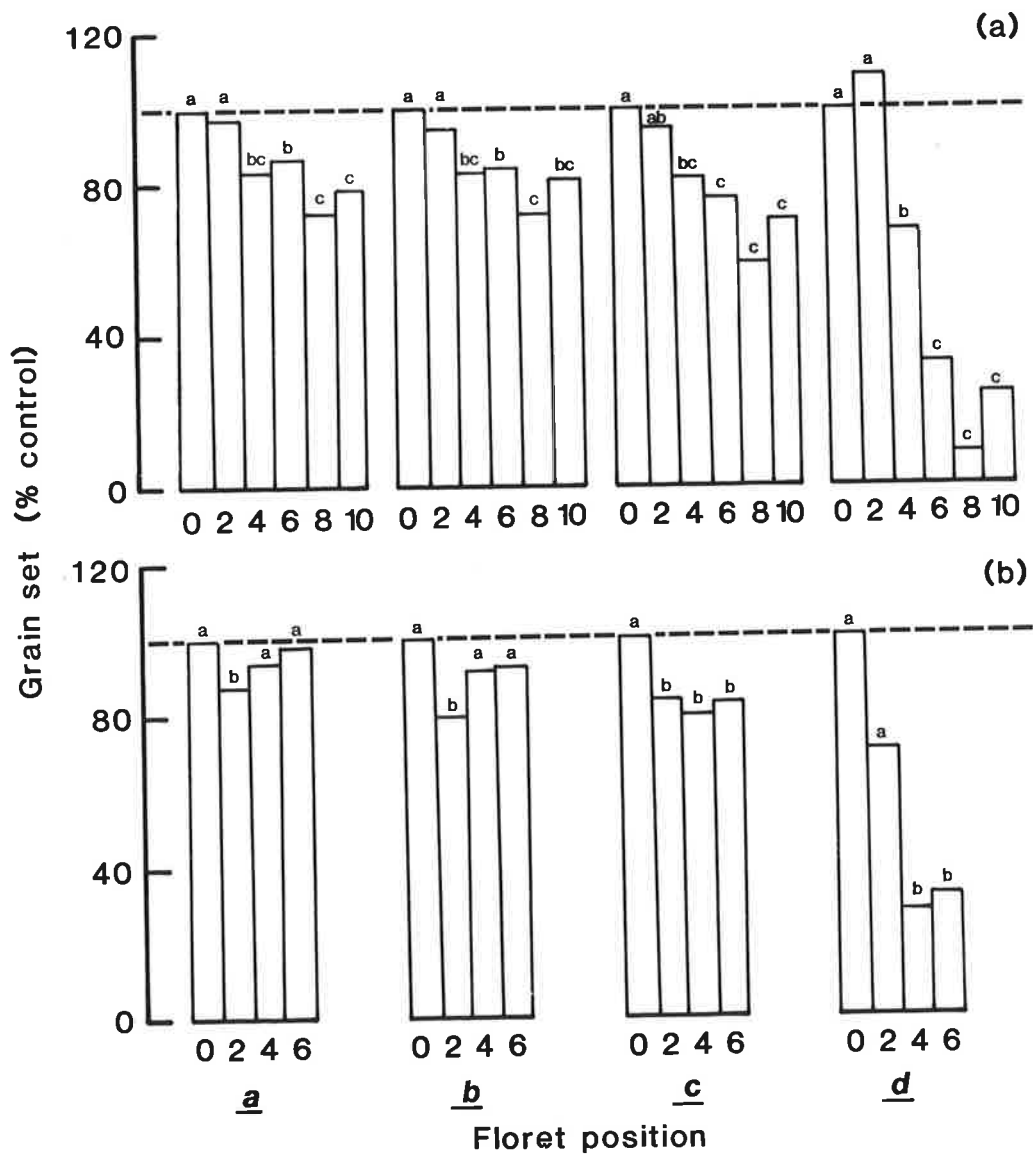 (a)
120
80
40
0
a a bc b c c
a a bc b c bc
a ab bc c c c
a a b c c c
0 2 4 6 8 10
0 2 4 6 8 10
0 2 4 6 8 10
0 2 4 6 8 10
Grain set (% control)
(b)
120
80
40
0
a b a a
a b a a
a b b b
a a b b
0 2 4 6
0 2 4 6
0 2 4 6
0 2 4 6
a b c d
Floret position